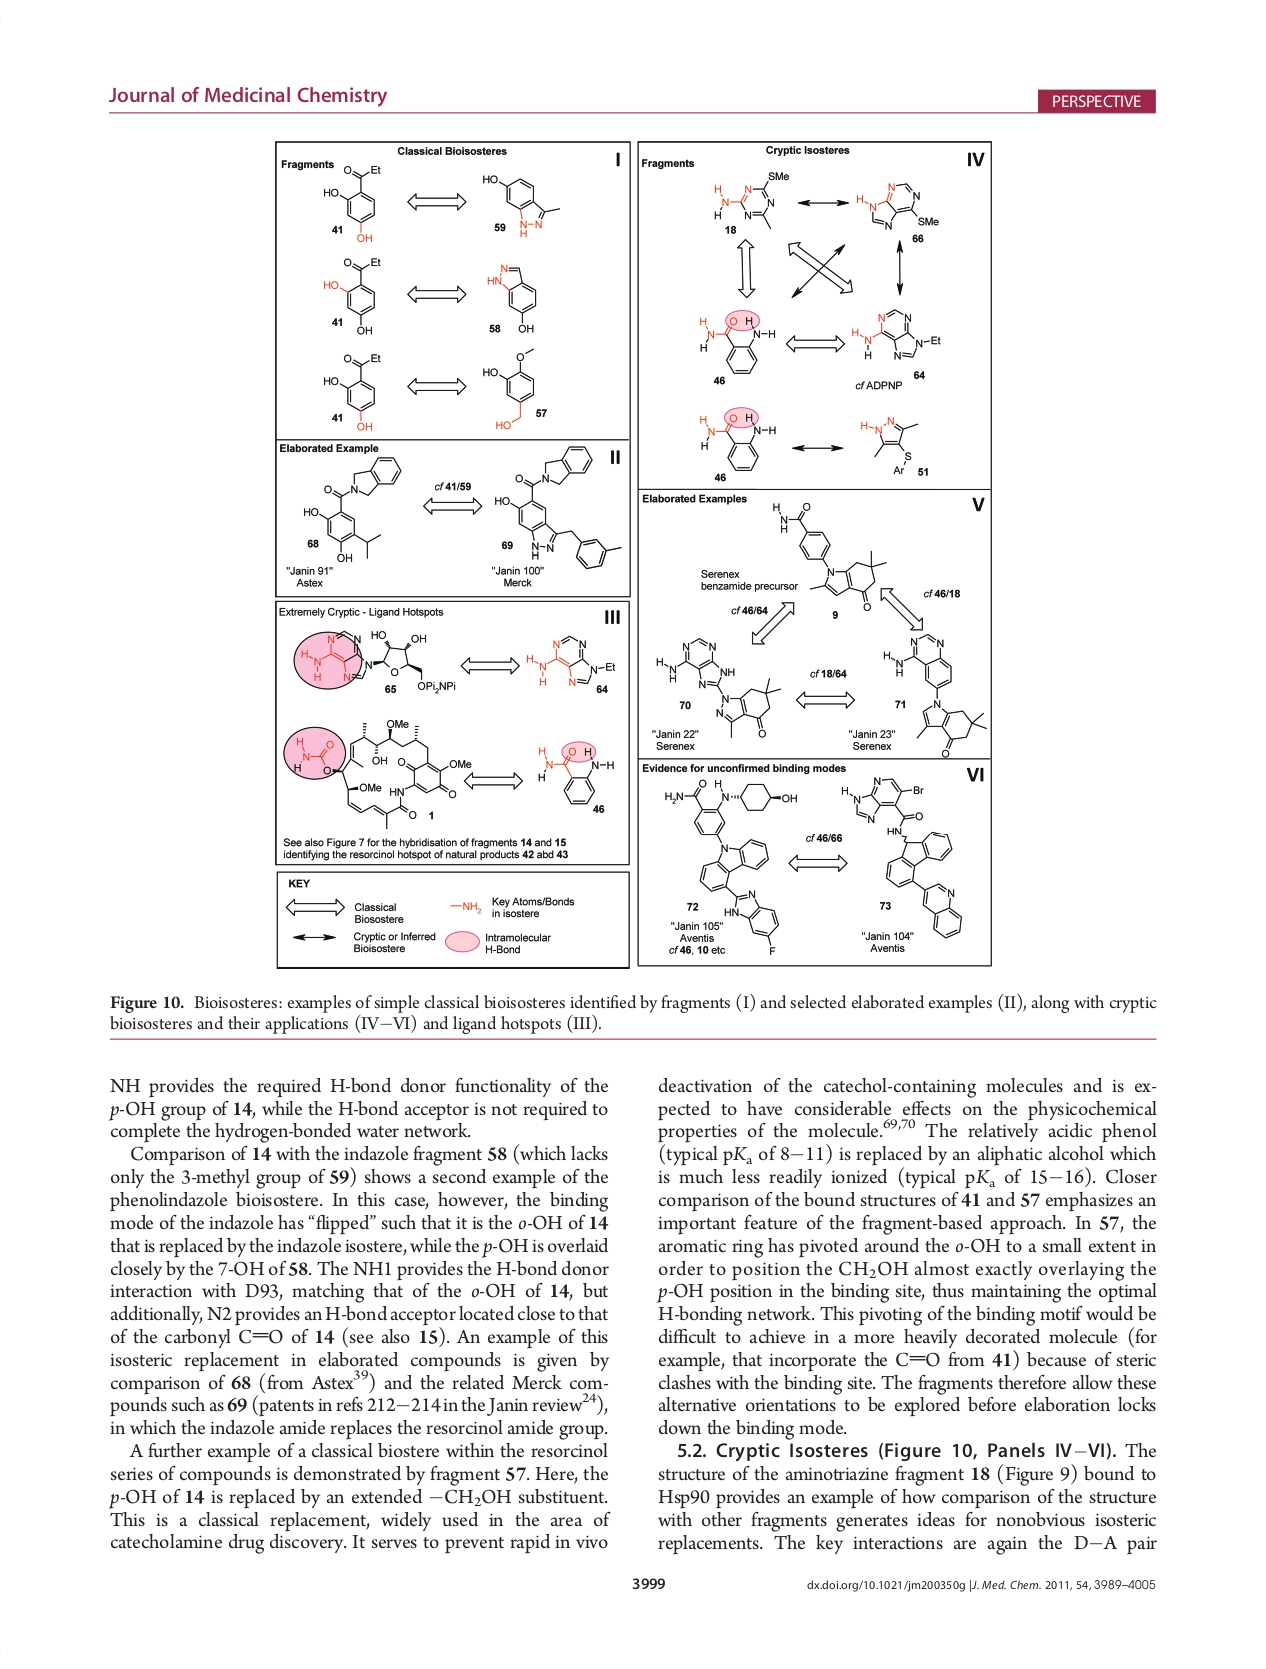 Journal of Medicinal Chemistry
PERSPECTIVE
Classical Bioisosteres
I
Fragments
O
Et
HO
41
OH
HO
59
N-N
H
O
Et
HO
41
OH
N
HN
58
OH
O
Et
HO
41
OH
O
HO
HO
57
Elaborated Example
II
O
N
HO
68
OH
"Janin 91"
Astex
cf 41/59
O
N
HO
69
N-N
H
"Janin 100"
Merck
Extremely Cryptic - Ligand Hotspots
III
H
N
H
N
N
N
N
HO
OH
O
65
OPi2NPi
H
N
H
N
N
N
N-Et
64
H
N
H
O
O
OMe
OH
OMe
O
OMe
HN
O
O
1
H
N
H
O
H
N-H
46
See also Figure 7 for the hybridisation of fragments 14 and 15
identifying the resorcinol hotspot of natural products 42 abd 43
KEY
Classical
Biosostere
—NH2
Key Atoms/Bonds
in isostere
Cryptic or Inferred
Bioisostere
Intramolecular
H-Bond
Cryptic Isosteres
IV
Fragments
SMe
H
N
H
N
N
N
18
H-N
N
N
N
SMe
66
H
N
H
O
H
N-H
46
H-N
H
N
N
N
N-Et
64
cf ADPNP
H
N
H
O
H
N-H
46
H-N
N
S
Ar
51
Elaborated Examples
V
H
N
H
O
N
O
9
Serenex
benzamide precursor
cf 46/64
cf 46/18
H
N
H
N
N
N
NH
N
N
O
70
"Janin 22"
Serenex
cf 18/64
N
N
H
N
H
N
O
71
"Janin 23"
Serenex
Evidence for unconfirmed binding modes
VI
H2N
O
H
N
OH
N
N
HN
F
72
"Janin 105"
Aventis
cf 46, 10 etc
cf 46/66
N
H
N
N
Br
O
HN
N
73
"Janin 104"
Aventis
Figure 10. Bioisosteres: examples of simple classical bioisosteres identified by fragments (I) and selected elaborated examples (II), along with cryptic
bioisosteres and their applications (IV−VI) and ligand hotspots (III).
NH provides the required H-bond donor functionality of the
p-OH group of 14, while the H-bond acceptor is not required to
complete the hydrogen-bonded water network.
Comparison of 14 with the indazole fragment 58 (which lacks
only the 3-methyl group of 59) shows a second example of the
phenolindazole bioisostere. In this case, however, the binding
mode of the indazole has “flipped” such that it is the o-OH of 14
that is replaced by the indazole isostere, while the p-OH is overlaid
closely by the 7-OH of 58. The NH1 provides the H-bond donor
interaction with D93, matching that of the o-OH of 14, but
additionally, N2 provides an H-bond acceptor located close to that
of the carbonyl C=O of 14 (see also 15). An example of this
isosteric replacement in elaborated compounds is given by
comparison of 68 (from Astex39) and the related Merck com-
pounds such as 69 (patents in refs 212−214 in the Janin review24),
in which the indazole amide replaces the resorcinol amide group.
A further example of a classical biostere within the resorcinol
series of compounds is demonstrated by fragment 57. Here, the
p-OH of 14 is replaced by an extended −CH2OH substituent.
This is a classical replacement, widely used in the area of
catecholamine drug discovery. It serves to prevent rapid in vivo
deactivation of the catechol-containing molecules and is ex-
pected to have considerable effects on the physicochemical
properties of the molecule.69,70 The relatively acidic phenol
(typical pKa of 8−11) is replaced by an aliphatic alcohol which
is much less readily ionized (typical pKa of 15−16). Closer
comparison of the bound structures of 41 and 57 emphasizes an
important feature of the fragment-based approach. In 57, the
aromatic ring has pivoted around the o-OH to a small extent in
order to position the CH2OH almost exactly overlaying the
p-OH position in the binding site, thus maintaining the optimal
H-bonding network. This pivoting of the binding motif would be
difficult to achieve in a more heavily decorated molecule (for
example, that incorporate the C=O from 41) because of steric
clashes with the binding site. The fragments therefore allow these
alternative orientations to be explored before elaboration locks
down the binding mode.
5.2. Cryptic Isosteres (Figure 10, Panels IV−VI). The
structure of the aminotriazine fragment 18 (Figure 9) bound to
Hsp90 provides an example of how comparison of the structure
with other fragments generates ideas for nonobvious isosteric
replacements. The key interactions are again the D−A pair
3999
dx.doi.org/10.1021/jm200350g |J. Med. Chem. 2011, 54, 3989–4005